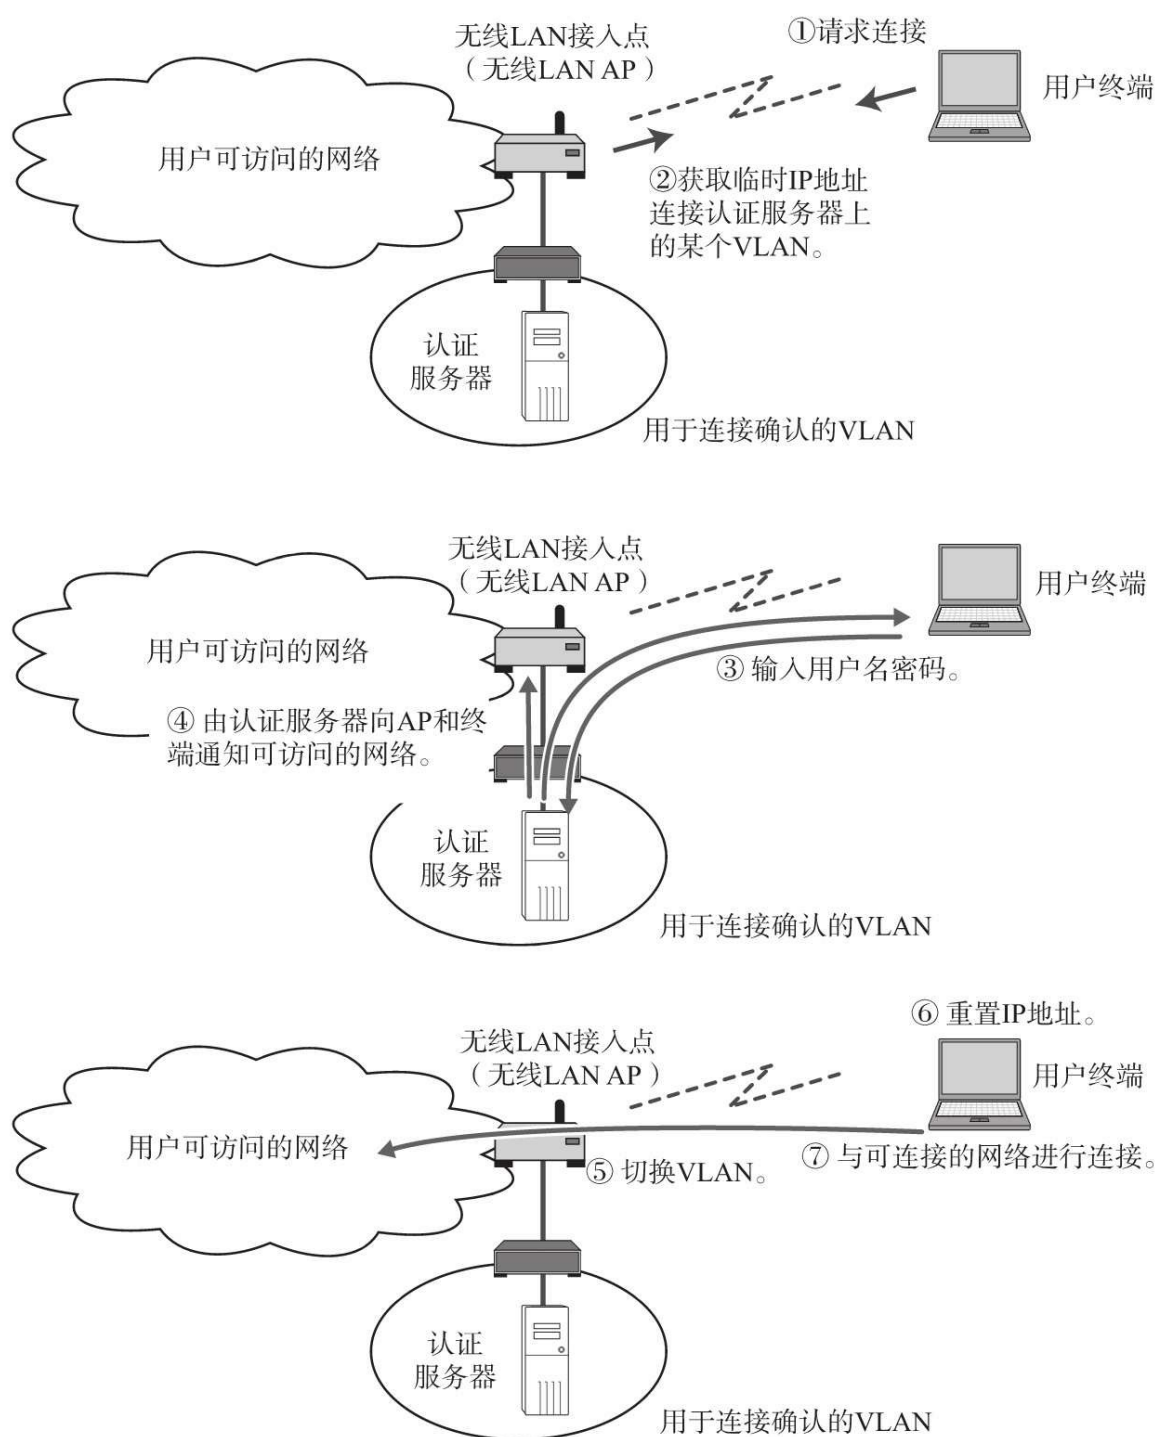 无线LAN接入点
（无线LAN AP）
①请求连接
用户终端
用户可访问的网络
②获取临时IP地址
连接认证服务器上
的某个VLAN。
认证
服务器
用于连接确认的VLAN
无线LAN接入点
（无线LAN AP）
用户终端
用户可访问的网络
③ 输入用户名密码。
④ 由认证服务器向AP和终
端通知可访问的网络。
认证
服务器
用于连接确认的VLAN
⑥ 重置IP地址。
无线LAN接入点
（无线LAN AP）
用户终端
用户可访问的网络
⑦ 与可连接的网络进行连接。
⑤ 切换VLAN。
认证
服务器
用于连接确认的VLAN